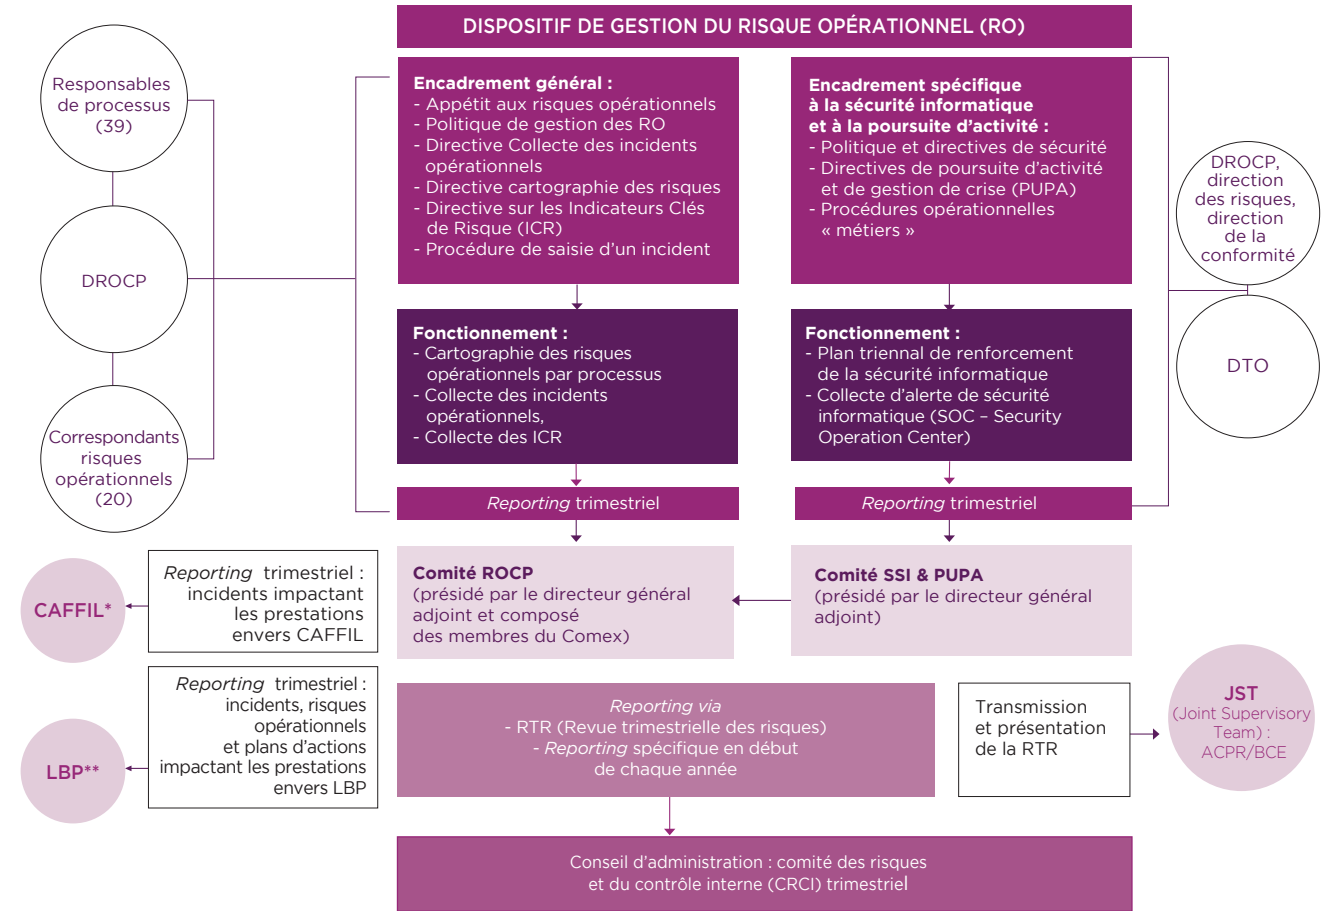 DISPOSITIF DE GESTION DU RISQUE OPÉRATIONNEL (RO)
Responsables
de processus
(39)
DROCP
Correspondants
risques
opérationnels
(20)
Encadrement général :
- Appétit aux risques opérationnels
- Politique de gestion des RO
- Directive Collecte des incidents
opérationnels
- Directive cartographie des risques
- Directive sur les Indicateurs Clés
de Risque (ICR)
- Procédure de saisie d’un incident
Encadrement spécifique
à la sécurité informatique
et à la poursuite d’activité :
- Politique et directives de sécurité
- Directives de poursuite d’activité
et de gestion de crise (PUPA)
- Procédures opérationnelles
« métiers »
DROCP,
direction
des risques,
direction
de la
conformité
DTO
Fonctionnement :
- Cartographie des risques
opérationnels par processus
- Collecte des incidents
opérationnels,
- Collecte des ICR
Fonctionnement :
- Plan triennal de renforcement
de la sécurité informatique
- Collecte d’alerte de sécurité
informatique (SOC – Security
Operation Center)
Reporting trimestriel
Reporting trimestriel
CAFFIL*
Reporting trimestriel :
incidents impactant
les prestations
envers CAFFIL
Comité ROCP
(présidé par le directeur général
adjoint et composé
des membres du Comex)
Comité SSI & PUPA
(présidé par le directeur général
adjoint)
LBP**
Reporting trimestriel :
incidents, risques
opérationnels
et plans d’actions
impactant les prestations
envers LBP
Reporting via
- RTR (Revue trimestrielle des risques)
- Reporting spécifique en début
de chaque année
Transmission
et présentation
de la RTR
JST
(Joint Supervisory
Team) :
ACPR/BCE
Conseil d’administration : comité des risques
et du contrôle interne (CRCI) trimestriel